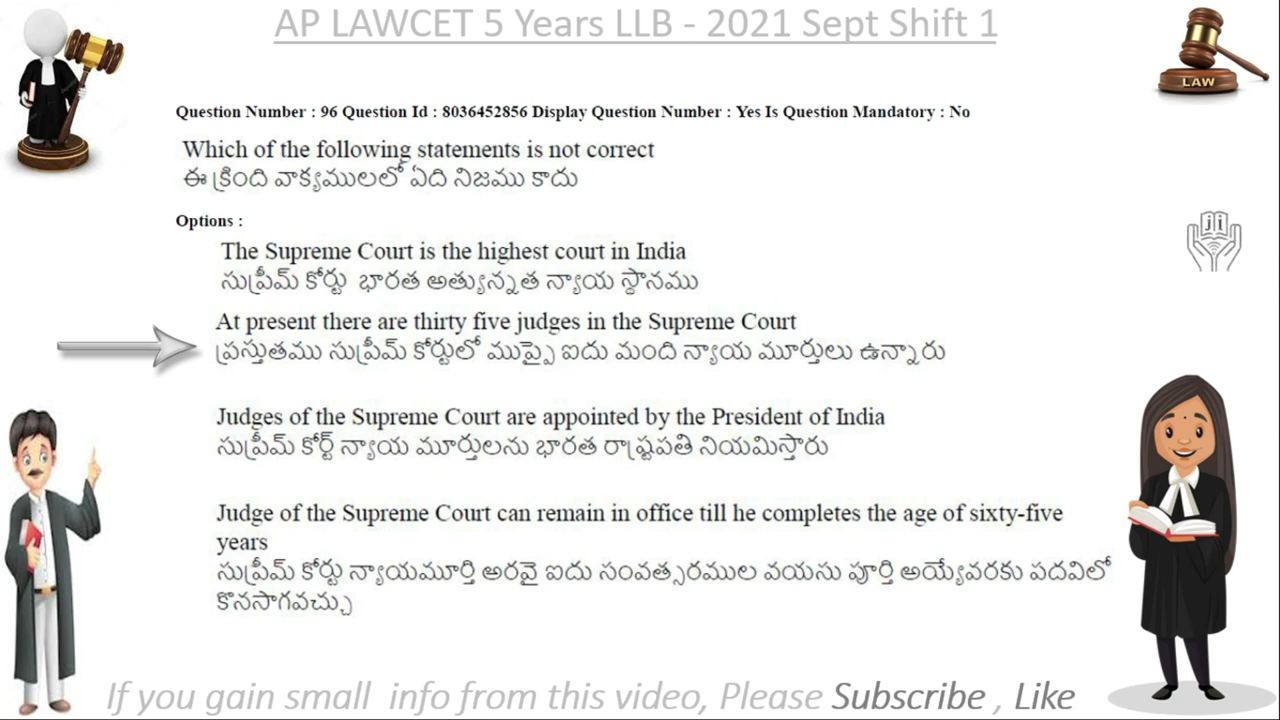 AP LAWCET 5 Years LLB - 2021 Sept Shift 1
LAW
Question Number : 96 Question Id : 8036452856 Display Question Number : Yes Is Question Mandatory : No
Which of the following statements is not correct
ఈ క్రింది వాక్యములలో ఏది నిజము కాదు
Options :
The Supreme Court is the highest court in India
సుప్రీమ్ కోర్టు భారత అత్యున్నత న్యాయ స్థానము
At present there are thirty five judges in the Supreme Court
ప్రస్తుతము సుప్రీమ్ కోర్టులో ముప్పై ఐదు మంది న్యాయ మూర్తులు ఉన్నారు
Judges of the Supreme Court are appointed by the President of India
సుప్రీమ్ కోర్ట్ న్యాయ మూర్తులను భారత రాష్ట్రపతి నియమిస్తారు
Judge of the Supreme Court can remain in office till he completes the age of sixty-five
years
సుప్రీమ్ కోర్టు న్యాయమూర్తి అరవై ఐదు సంవత్సరముల వయసు పూర్తి అయ్యేవరకు పదవిలో
కొనసాగవచ్చు
ji
If you gain small info from this video, Please Subscribe , Like